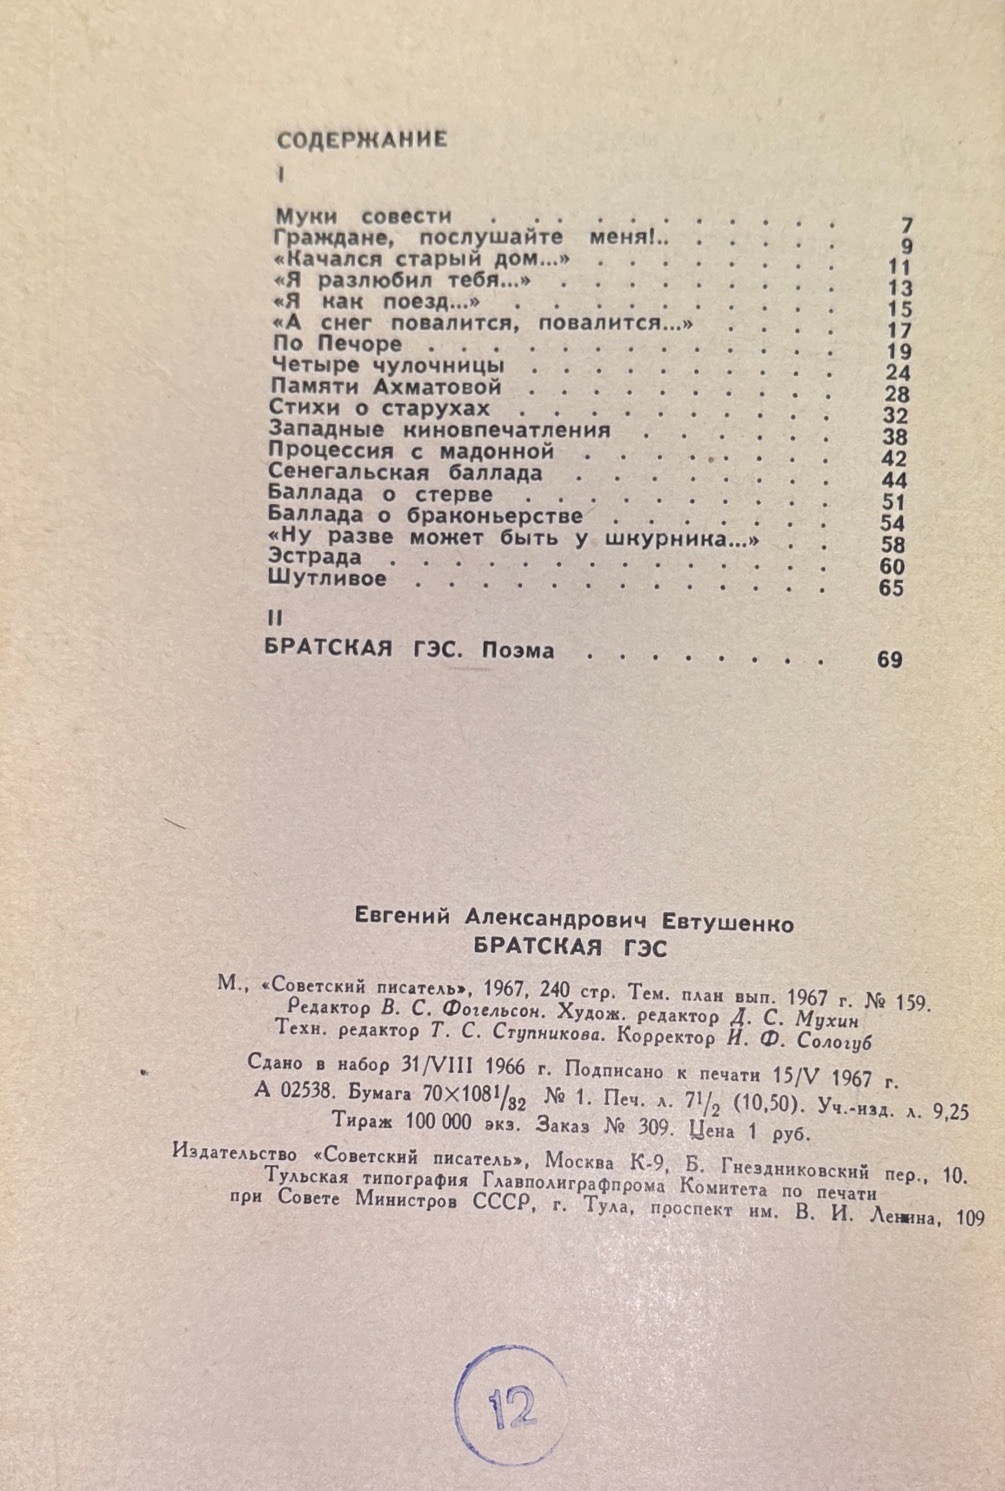 СОДЕРЖАНИЕ
I
Муки совести . . . . . . . . . . . . 7
Граждане, послушайте меня!.. . . . . . . 9
«Качался старый дом...» . . . . . . . . 11
«Я разлюбил тебя...» . . . . . . . . . 13
«Я как поезд...» . . . . . . . . . . 15
«А снег повалится, повалится...» . . . . 17
По Печоре . . . . . . . . . . . . . 19
Четыре чулочницы . . . . . . . . . . 24
Памяти Ахматовой . . . . . . . . . . 28
Стихи о старухах . . . . . . . . . . 32
Западные киновпечатления . . . . . . 38
Процессия с мадонной . . . . . . . . 42
Сенегальская баллада . . . . . . . . 44
Баллада о стерве . . . . . . . . . . 51
Баллада о браконьерстве . . . . . . . 54
«Ну разве может быть у шкурника...» . . 58
Эстрада . . . . . . . . . . . . . . 60
Шутливое . . . . . . . . . . . . . 65
II
БРАТСКАЯ ГЭС. Поэма . . . . . . . . 69
Евгений Александрович Евтушенко
БРАТСКАЯ ГЭС
М., «Советский писатель», 1967, 240 стр. Тем. план вып. 1967 г. № 159.
Редактор В. С. Фогельсон. Худож. редактор Д. С. Мухин
Техн. редактор Т. С. Ступникова. Корректор И. Ф. Сологуб
Сдано в набор 31/VIII 1966 г. Подписано к печати 15/V 1967 г.
А 02538. Бумага 70×108¹/₃₂ № 1. Печ. л. 7¹/₂ (10,50). Уч.-изд. л. 9,25
Тираж 100 000 экз. Заказ № 309. Цена 1 руб.
Издательство «Советский писатель», Москва К-9, Б. Гнездниковский пер., 10.
Тульская типография Главполиграфпрома Комитета по печати
при Совете Министров СССР, г. Тула, проспект им. В. И. Ленина, 109
12